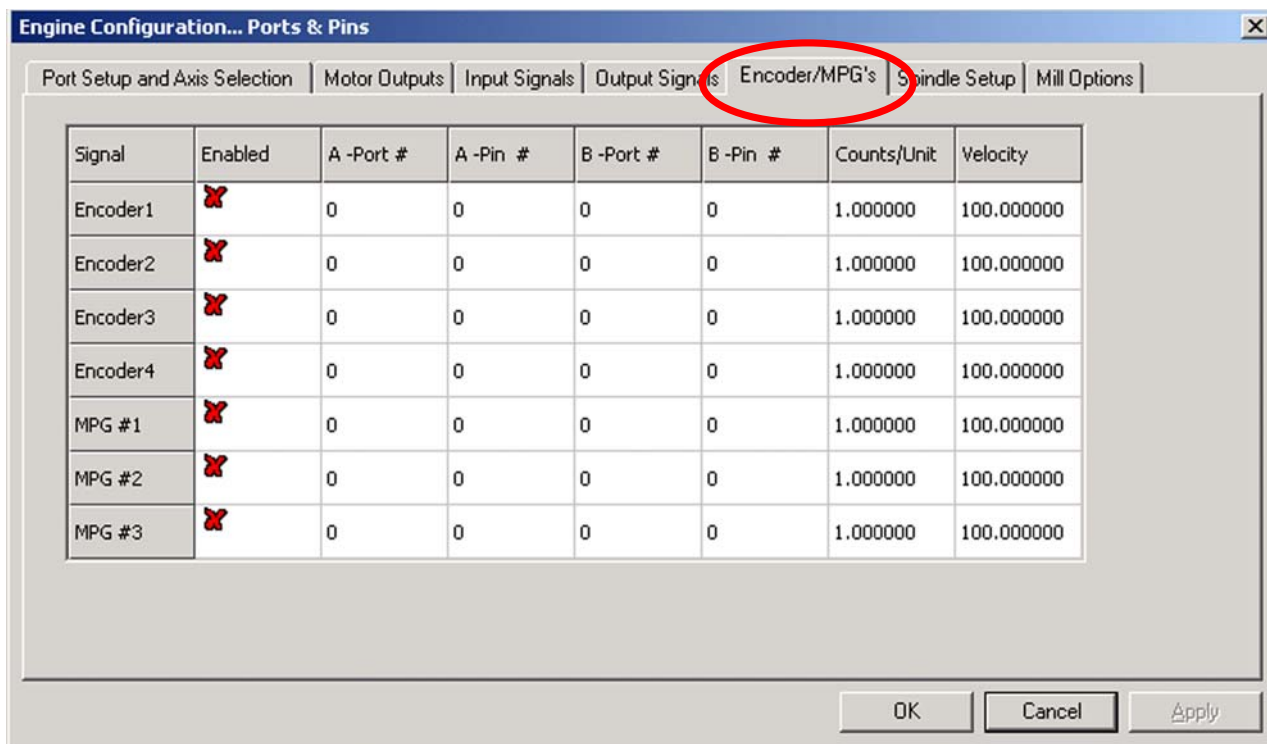 Engine Configuration... Ports & Pins
Port Setup and Axis Selection Motor Outputs Input Signals Output Signals Encoder/MPG's Spindle Setup Mill Options
Signal Enabled A -Port # A -Pin # B -Port # B -Pin # Counts/Unit Velocity
Encoder1 0 0 0 0 1.000000 100.000000
Encoder2 0 0 0 0 1.000000 100.000000
Encoder3 0 0 0 0 1.000000 100.000000
Encoder4 0 0 0 0 1.000000 100.000000
MPG #1 0 0 0 0 1.000000 100.000000
MPG #2 0 0 0 0 1.000000 100.000000
MPG #3 0 0 0 0 1.000000 100.000000
OK Cancel Apply